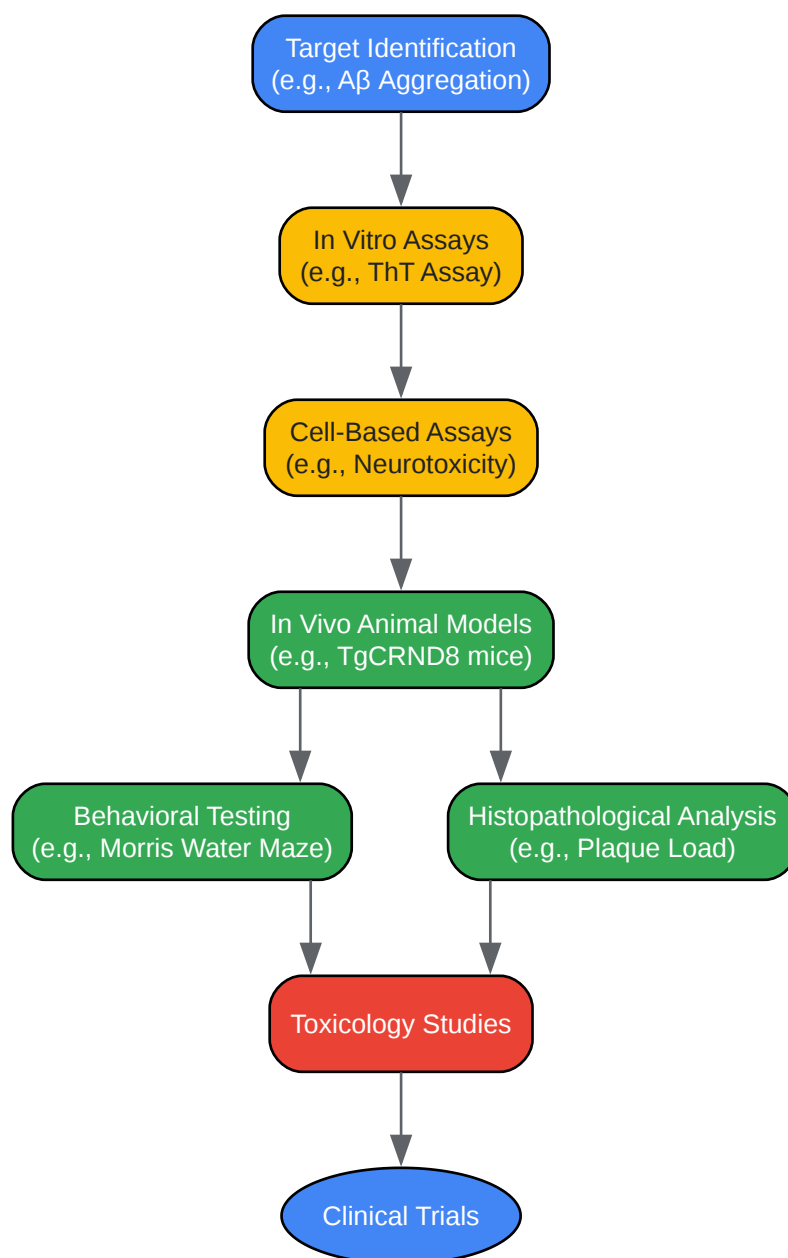 Target Identification
(e.g., Aβ Aggregation)
In Vitro Assays
(e.g., ThT Assay)
Cell-Based Assays
(e.g., Neurotoxicity)
In Vivo Animal Models
(e.g., TgCRND8 mice)
Behavioral Testing
(e.g., Morris Water Maze)
Histopathological Analysis
(e.g., Plaque Load)
Toxicology Studies
Clinical Trials